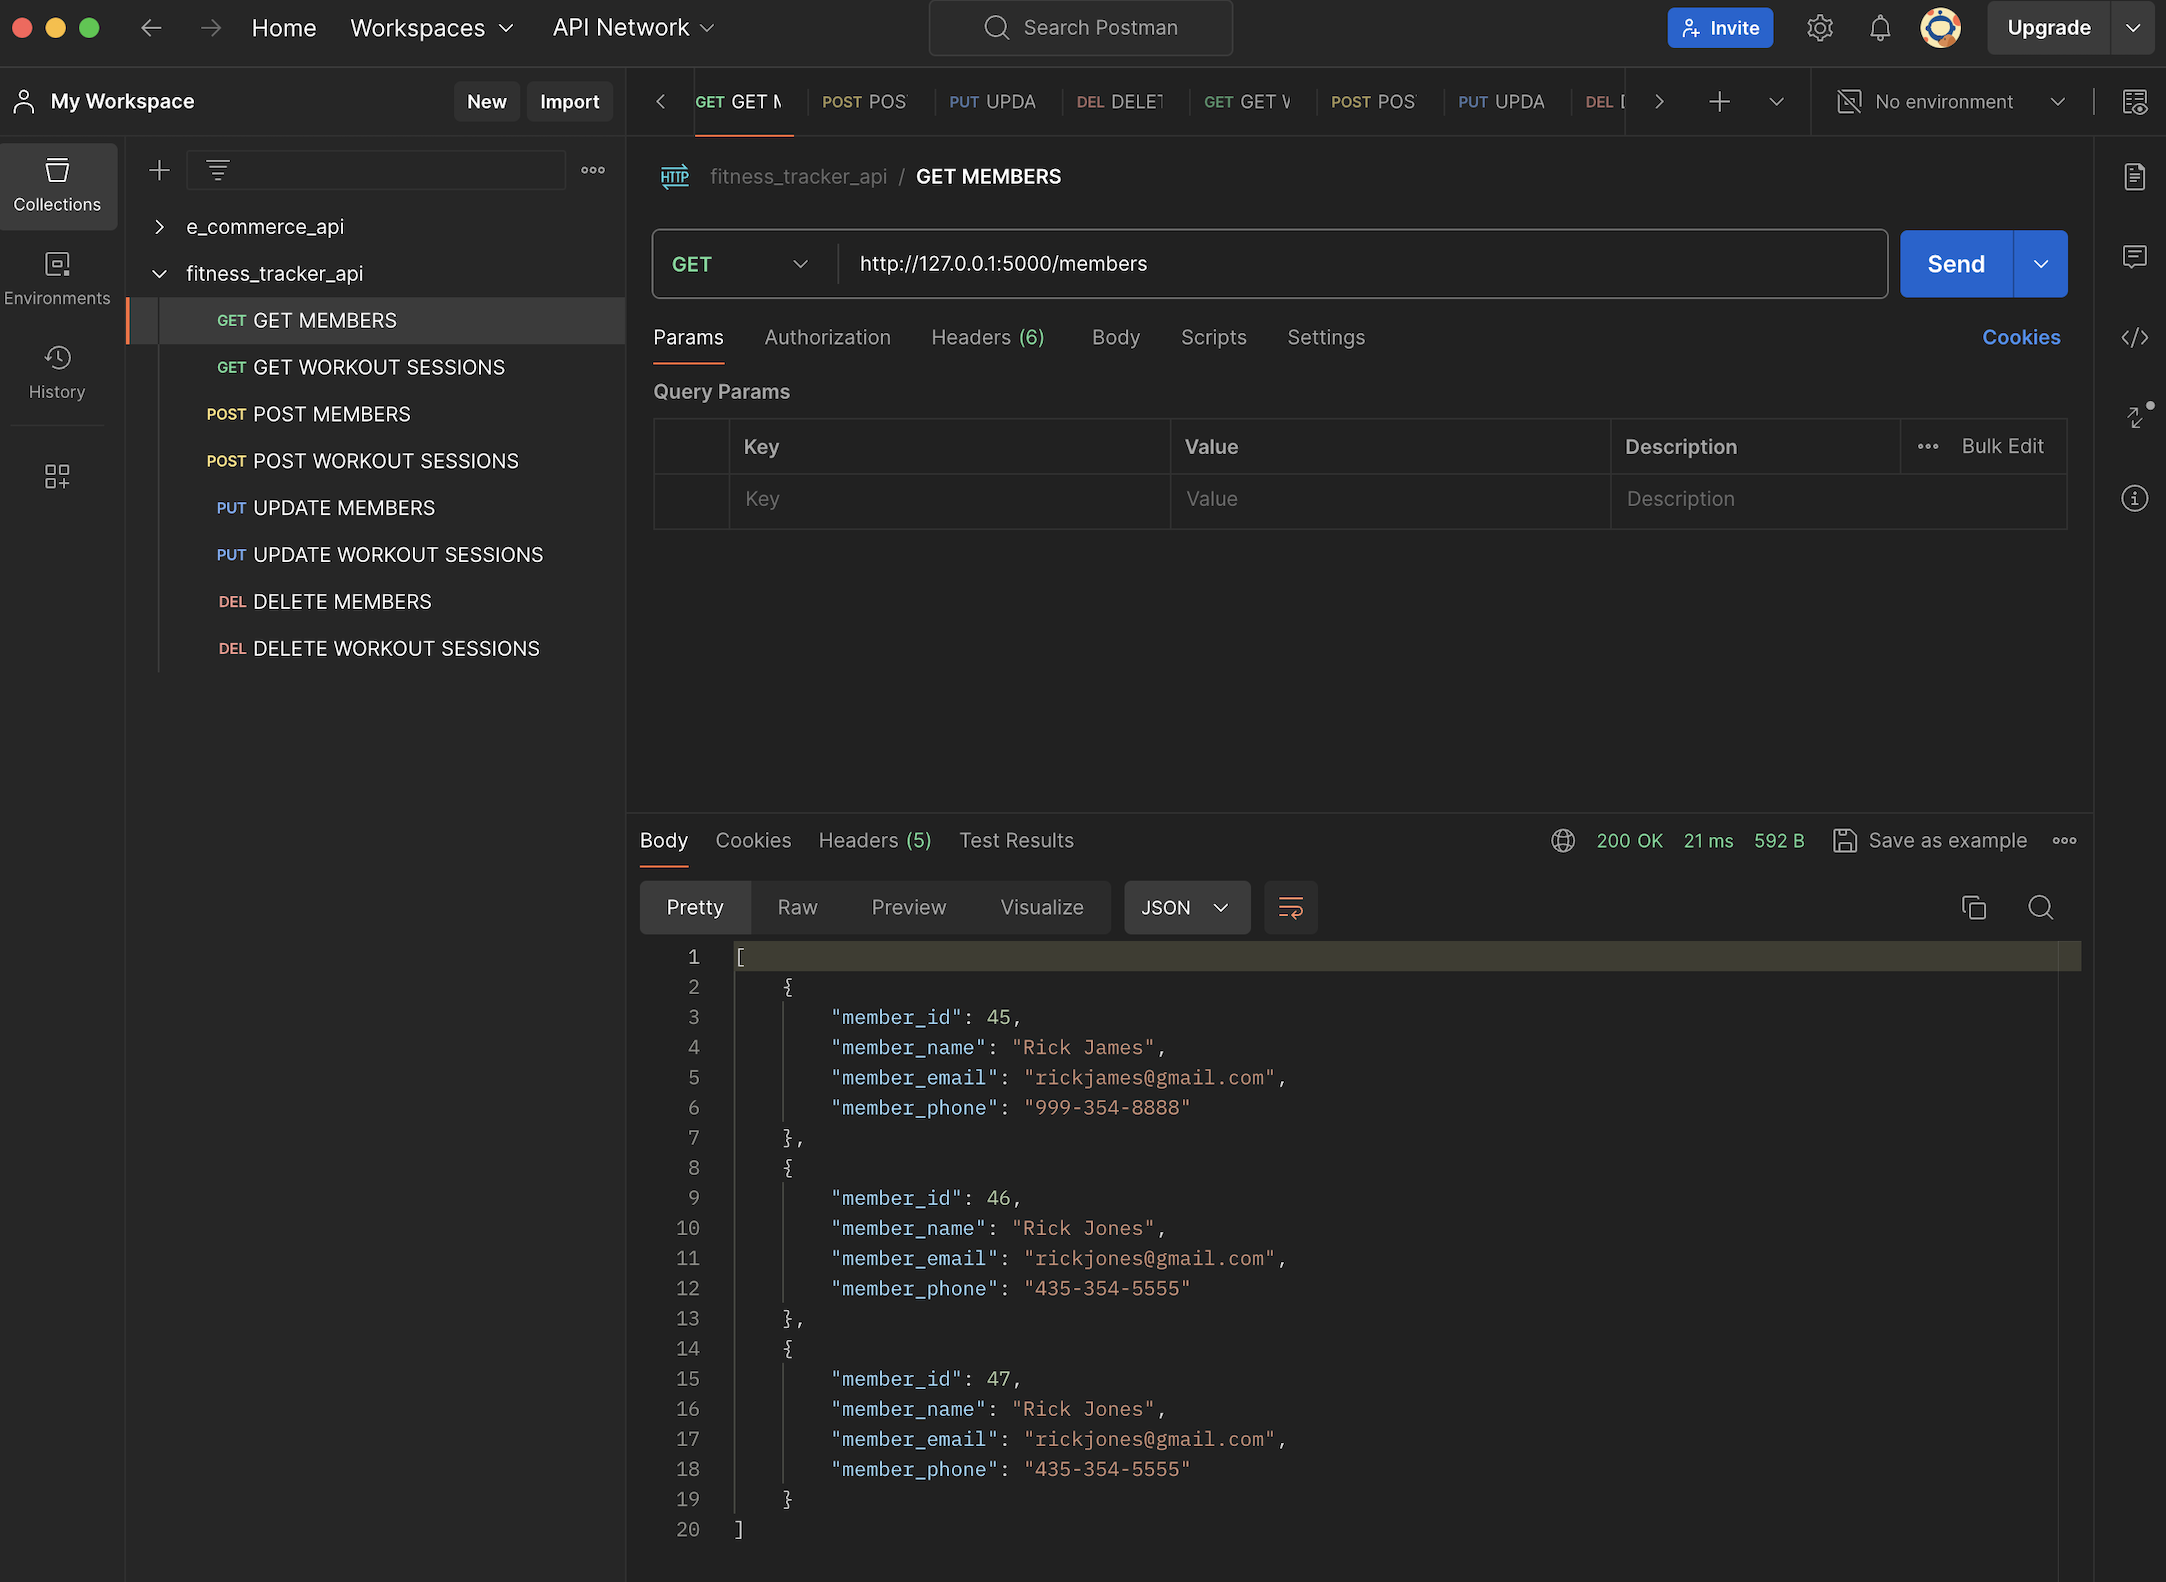 Home Workspaces API Network Search Postman Invite Upgrade
My Workspace New Import
GET GET M POST POS PUT UPDA DEL DELET GET GET POST POS PUT UPDA DEL No environment
Collections
Environments
History
e_commerce_api
fitness_tracker_api
GET GET MEMBERS
GET GET WORKOUT SESSIONS
POST POST MEMBERS
POST POST WORKOUT SESSIONS
PUT UPDATE MEMBERS
PUT UPDATE WORKOUT SESSIONS
DEL DELETE MEMBERS
DEL DELETE WORKOUT SESSIONS
HTTP fitness_tracker_api / GET MEMBERS
GET http://127.0.0.1:5000/members Send
Params Authorization Headers (6) Body Scripts Settings Cookies
Query Params
Key Value Description Bulk Edit
Key Value Description
Body Cookies Headers (5) Test Results 200 OK 21 ms 592 B Save as example
Pretty Raw Preview Visualize JSON
1 [
2 {
3 "member_id": 45,
4 "member_name": "Rick James",
5 "member_email": "rickjames@gmail.com",
6 "member_phone": "999-354-8888"
7 },
8 {
9 "member_id": 46,
10 "member_name": "Rick Jones",
11 "member_email": "rickjones@gmail.com",
12 "member_phone": "435-354-5555"
13 },
14 {
15 "member_id": 47,
16 "member_name": "Rick Jones",
17 "member_email": "rickjones@gmail.com",
18 "member_phone": "435-354-5555"
19 }
20 ]